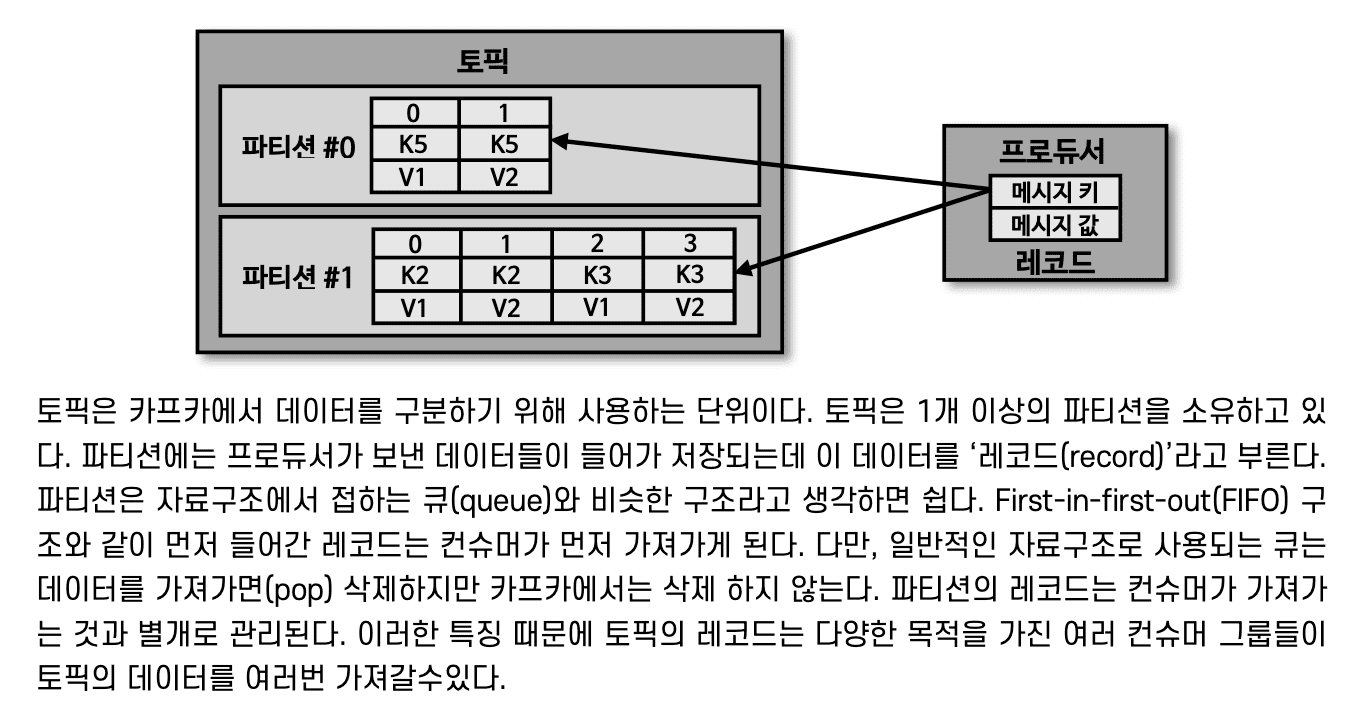 토픽
파티션 #0
0 1
K5 K5
V1 V2
파티션 #1
0 1 2 3
K2 K2 K3 K3
V1 V2 V1 V2
프로듀서
메시지 키
메시지 값
레코드
토픽은 카프카에서 데이터를 구분하기 위해 사용하는 단위이다. 토픽은 1개 이상의 파티션을 소유하고 있
다. 파티션에는 프로듀서가 보낸 데이터들이 들어가 저장되는데 이 데이터를 ‘레코드(record)’라고 부른다.
파티션은 자료구조에서 접하는 큐(queue)와 비슷한 구조라고 생각하면 쉽다. First-in-first-out(FIFO) 구
조와 같이 먼저 들어간 레코드는 컨슈머가 먼저 가져가게 된다. 다만, 일반적인 자료구조로 사용되는 큐는
데이터를 가져가면(pop) 삭제하지만 카프카에서는 삭제 하지 않는다. 파티션의 레코드는 컨슈머가 가져가
는 것과 별개로 관리된다. 이러한 특징 때문에 토픽의 레코드는 다양한 목적을 가진 여러 컨슈머 그룹들이
토픽의 데이터를 여러번 가져갈수있다.